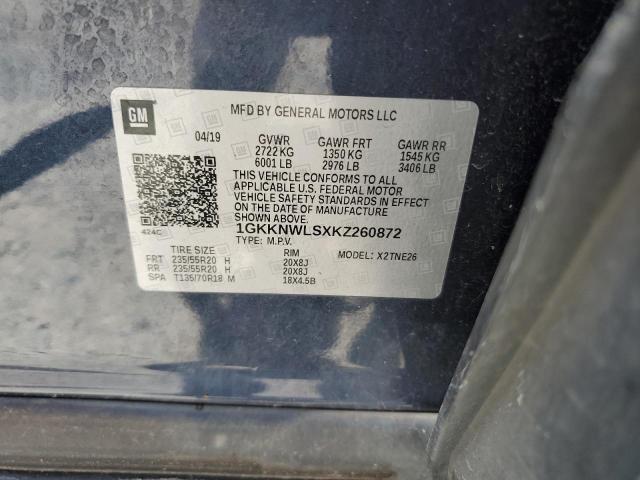 GM
MFD BY GENERAL MOTORS LLC
04/19 GVWR GAWR FRT GAWR RR
2722 KG 1350 KG 1545 KG
6001 LB 2976 LB 3406 LB
THIS VEHICLE CONFORMS TO ALL
APPLICABLE U.S. FEDERAL MOTOR
VEHICLE SAFETY STANDARDS IN EFFECT
ON THE DATE OF MANUFACTURE
SHOWN ABOVE.
1GKKNWLSXKZ260872
424C
TYPE: M.P.V. MODEL: X2TNE26
TIRE SIZE RIM
FRT 235/55R20 H 20X8J
RR 235/55R20 H 20X8J
SPA T135/70R18 M 18X4.5B